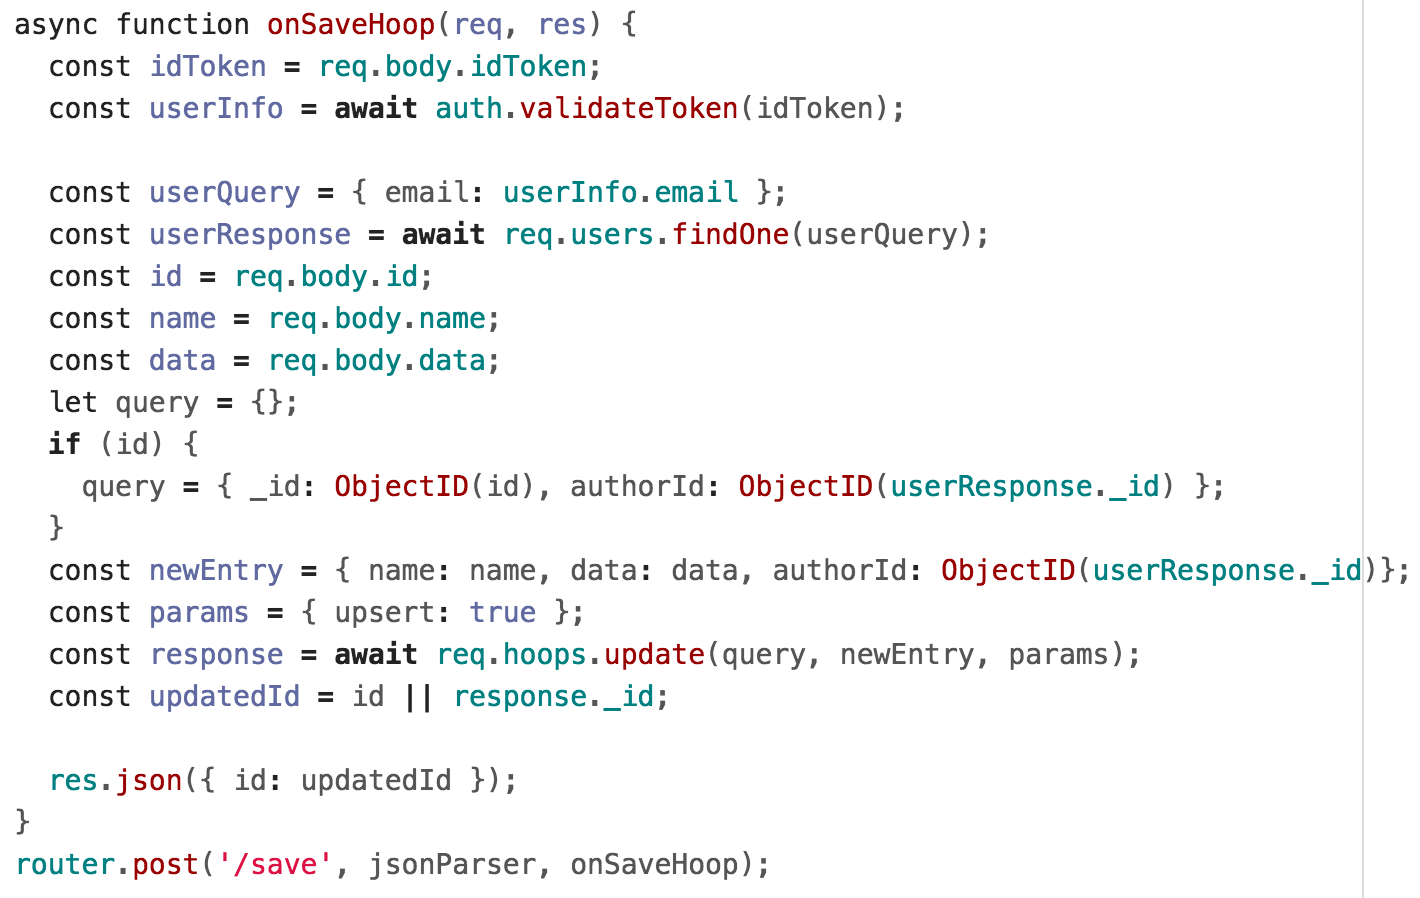 async function onSaveHoop(req, res) {
  const idToken = req.body.idToken;
  const userInfo = await auth.validateToken(idToken);

  const userQuery = { email: userInfo.email };
  const userResponse = await req.users.findOne(userQuery);
  const id = req.body.id;
  const name = req.body.name;
  const data = req.body.data;
  let query = {};
  if (id) {
    query = { _id: ObjectID(id), authorId: ObjectID(userResponse._id) };
  }
  const newEntry = { name: name, data: data, authorId: ObjectID(userResponse._id)};
  const params = { upsert: true };
  const response = await req.hoops.update(query, newEntry, params);
  const updatedId = id || response._id;

  res.json({ id: updatedId });
}
router.post('/save', jsonParser, onSaveHoop);